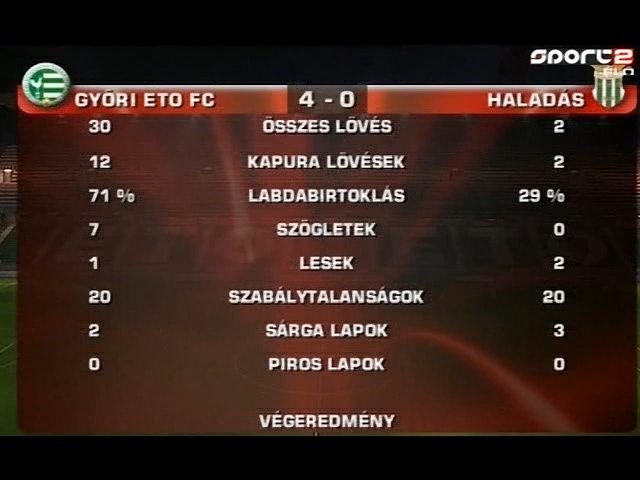 sport2
ÉLŐ
GYŐRI ETO FC 4 - 0 HALADÁS
30 ÖSSZES LÖVÉS 2
12 KAPURA LÖVÉSEK 2
71 % LABDABIRTOKLÁS 29 %
7 SZÖGLETEK 0
1 LESEK 2
20 SZABÁLYTALANSÁGOK 20
2 SÁRGA LAPOK 3
0 PIROS LAPOK 0
VÉGEREDMÉNY